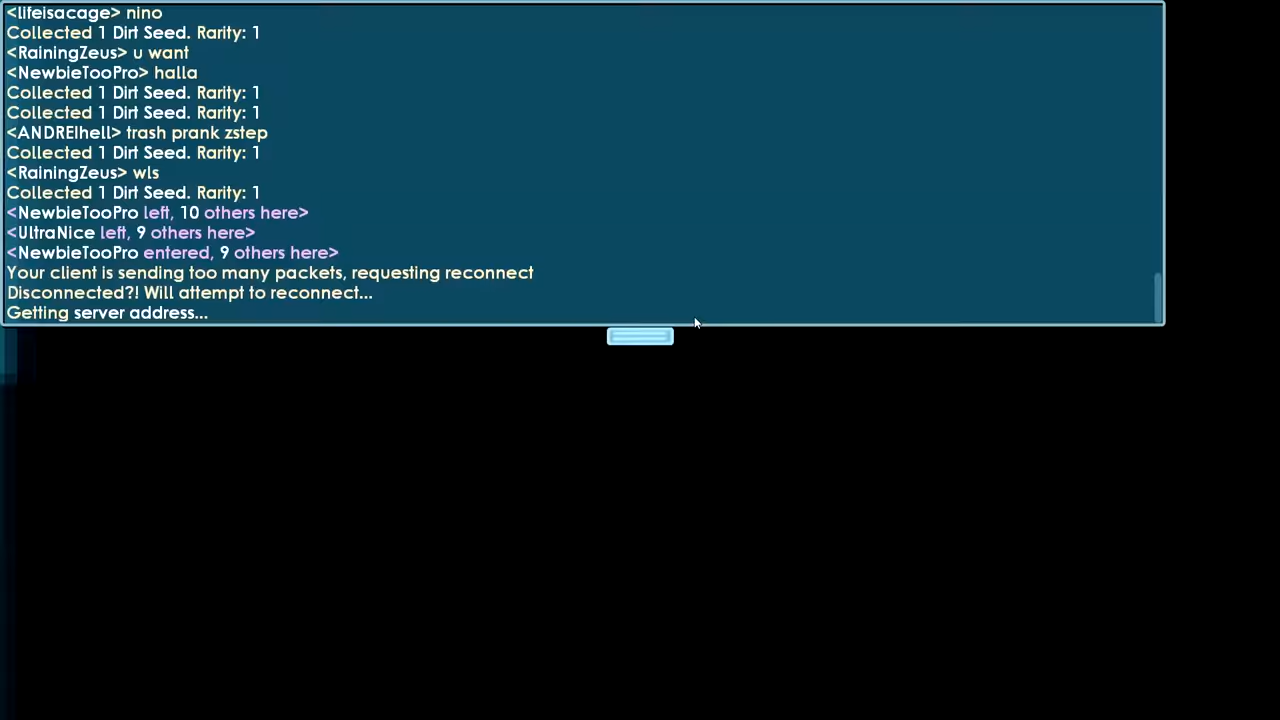 <lifeisacage> nino
Collected 1 Dirt Seed. Rarity: 1
<RainingZeus> u want
<NewbieTooPro> halla
Collected 1 Dirt Seed. Rarity: 1
Collected 1 Dirt Seed. Rarity: 1
<ANDREIhell> trash prank zstep
Collected 1 Dirt Seed. Rarity: 1
<RainingZeus> wls
Collected 1 Dirt Seed. Rarity: 1
<NewbieTooPro left, 10 others here>
<UltraNice left, 9 others here>
<NewbieTooPro entered, 9 others here>
Your client is sending too many packets, requesting reconnect
Disconnected?! Will attempt to reconnect...
Getting server address...